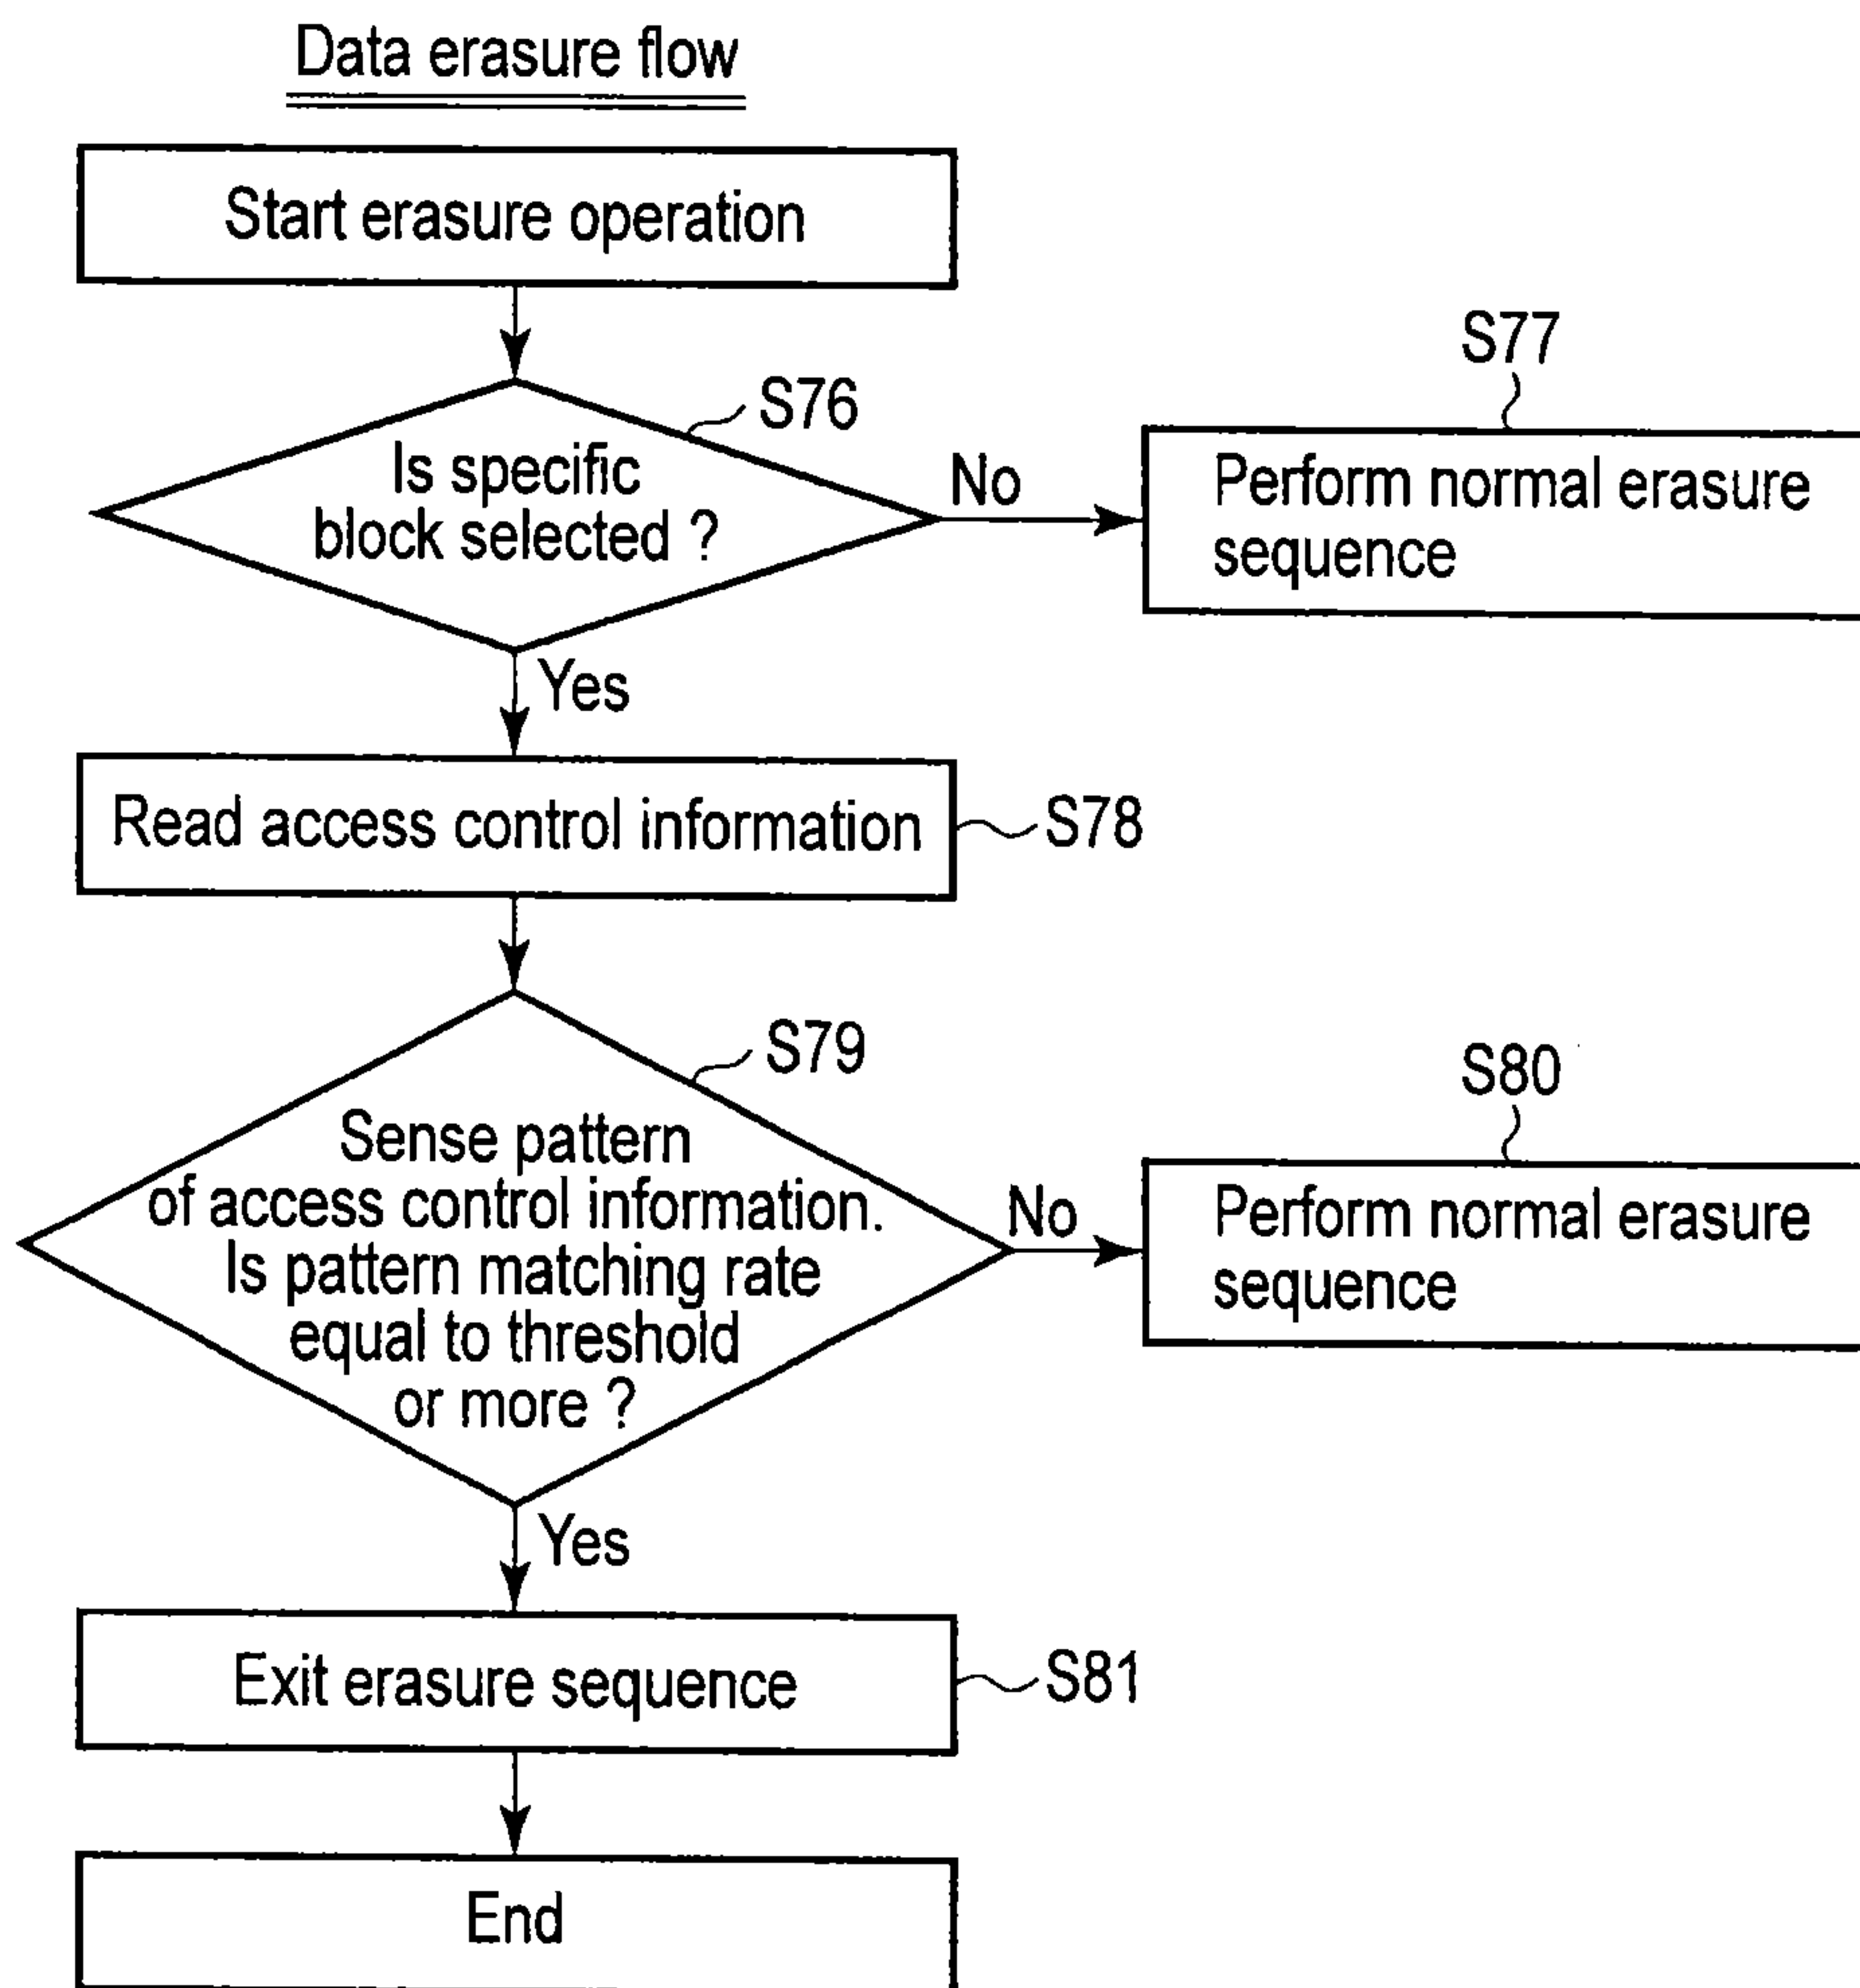 Data erasure flow
Start erasure operation
S76
Is specific
block selected ?
No
S77
Perform normal erasure
sequence
Yes
Read access control information
S78
S79
Sense pattern
of access control information.
Is pattern matching rate
equal to threshold
or more ?
No
S80
Perform normal erasure
sequence
Yes
Exit erasure sequence
S81
End